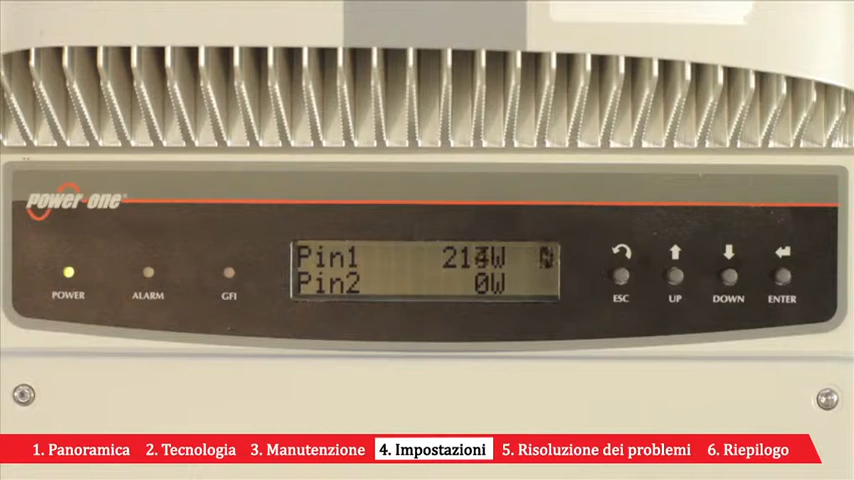 power-one
Pin1 214W N
Pin2 0W
POWER
ALARM
GFI
ESC
UP
DOWN
ENTER
1. Panoramica 2. Tecnologia 3. Manutenzione 4. Impostazioni 5. Risoluzione dei problemi 6. Riepilogo